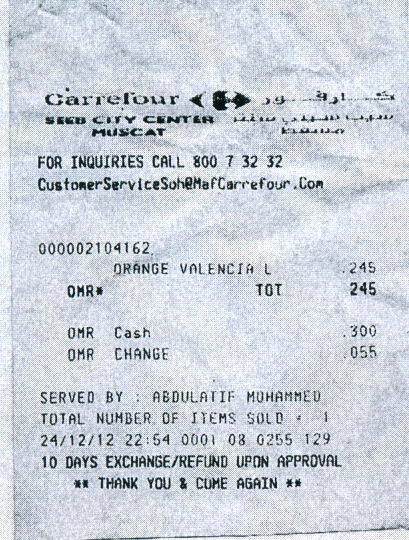 Carrefour كارفور
SEEB CITY CENTER
MUSCAT
FOR INQUIRIES CALL 800 7 32 32
CustomerServiceSoh@MafCarrefour.Com
000002104162
ORANGE VALENCIA L .245
OMR* TOT 245
OMR Cash .300
OMR CHANGE .055
SERVED BY : ABDULATIF MOHAMMED
TOTAL NUMBER OF ITEMS SOLD = 1
24/12/12 22:54 0001 08 0255 129
10 DAYS EXCHANGE/REFUND UPON APPROVAL
** THANK YOU & COME AGAIN **